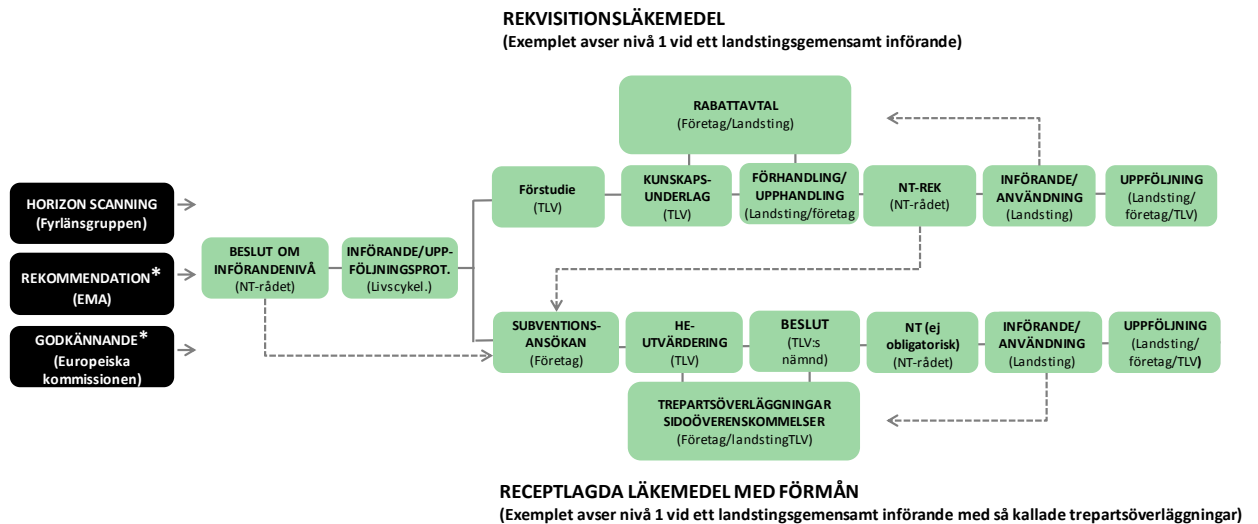 REKVISITIONSLÄKEMEDEL
(Exemplet avser nivå 1 vid ett landstingsgemensamt införande)
RABATTAVTAL
(Företag/Landsting)
HORIZON SCANNING
(Fyrlänsgruppen)
REKOMMENDATION*
(EMA)
GODKÄNNANDE*
(Europeiska
kommissionen)
BESLUT OM
INFÖRANDENIVÅ
(NT-rådet)
INFÖRANDE/UPP-
FÖLJNINGSPROT.
(Livscykel.)
Förstudie
(TLV)
KUNSKAPS-
UNDERLAG
(TLV)
FÖRHANDLING/
UPPHANDLING
(Landsting/företag
NT-REK
(NT-rådet)
INFÖRANDE/
ANVÄNDNING
(Landsting)
UPPFÖLJNING
(Landsting/
företag/TLV)
SUBVENTIONS-
ANSÖKAN
(Företag)
HE-
UTVÄRDERING
(TLV)
BESLUT
(TLV:s
nämnd)
NT (ej
obligatorisk)
(NT-rådet)
INFÖRANDE/
ANVÄNDNING
(Landsting)
UPPFÖLJNING
(Landsting/
företag/TLV)
TREPARTSÖVERLÄGGNINGAR
SIDOÖVERENSKOMMELSER
(Företag/landstingTLV)
RECEPTLAGDA LÄKEMEDEL MED FÖRMÅN
(Exemplet avser nivå 1 vid ett landstingsgemensamt införande med så kallade trepartsöverläggningar)